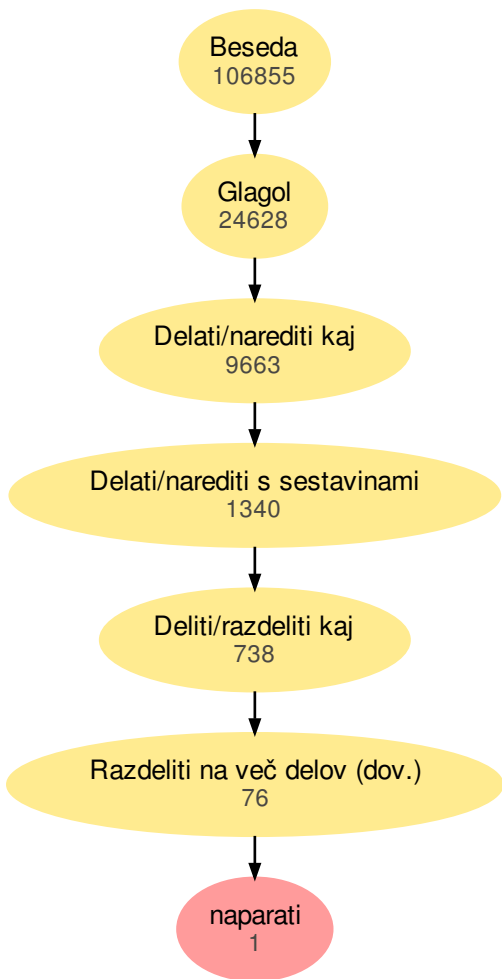 Beseda
106855
Glagol
24628
Delati/narediti kaj
9663
Delati/narediti s sestavinami
1340
Deliti/razdeliti kaj
738
Razdeliti na več delov (dov.)
76
naparati
1